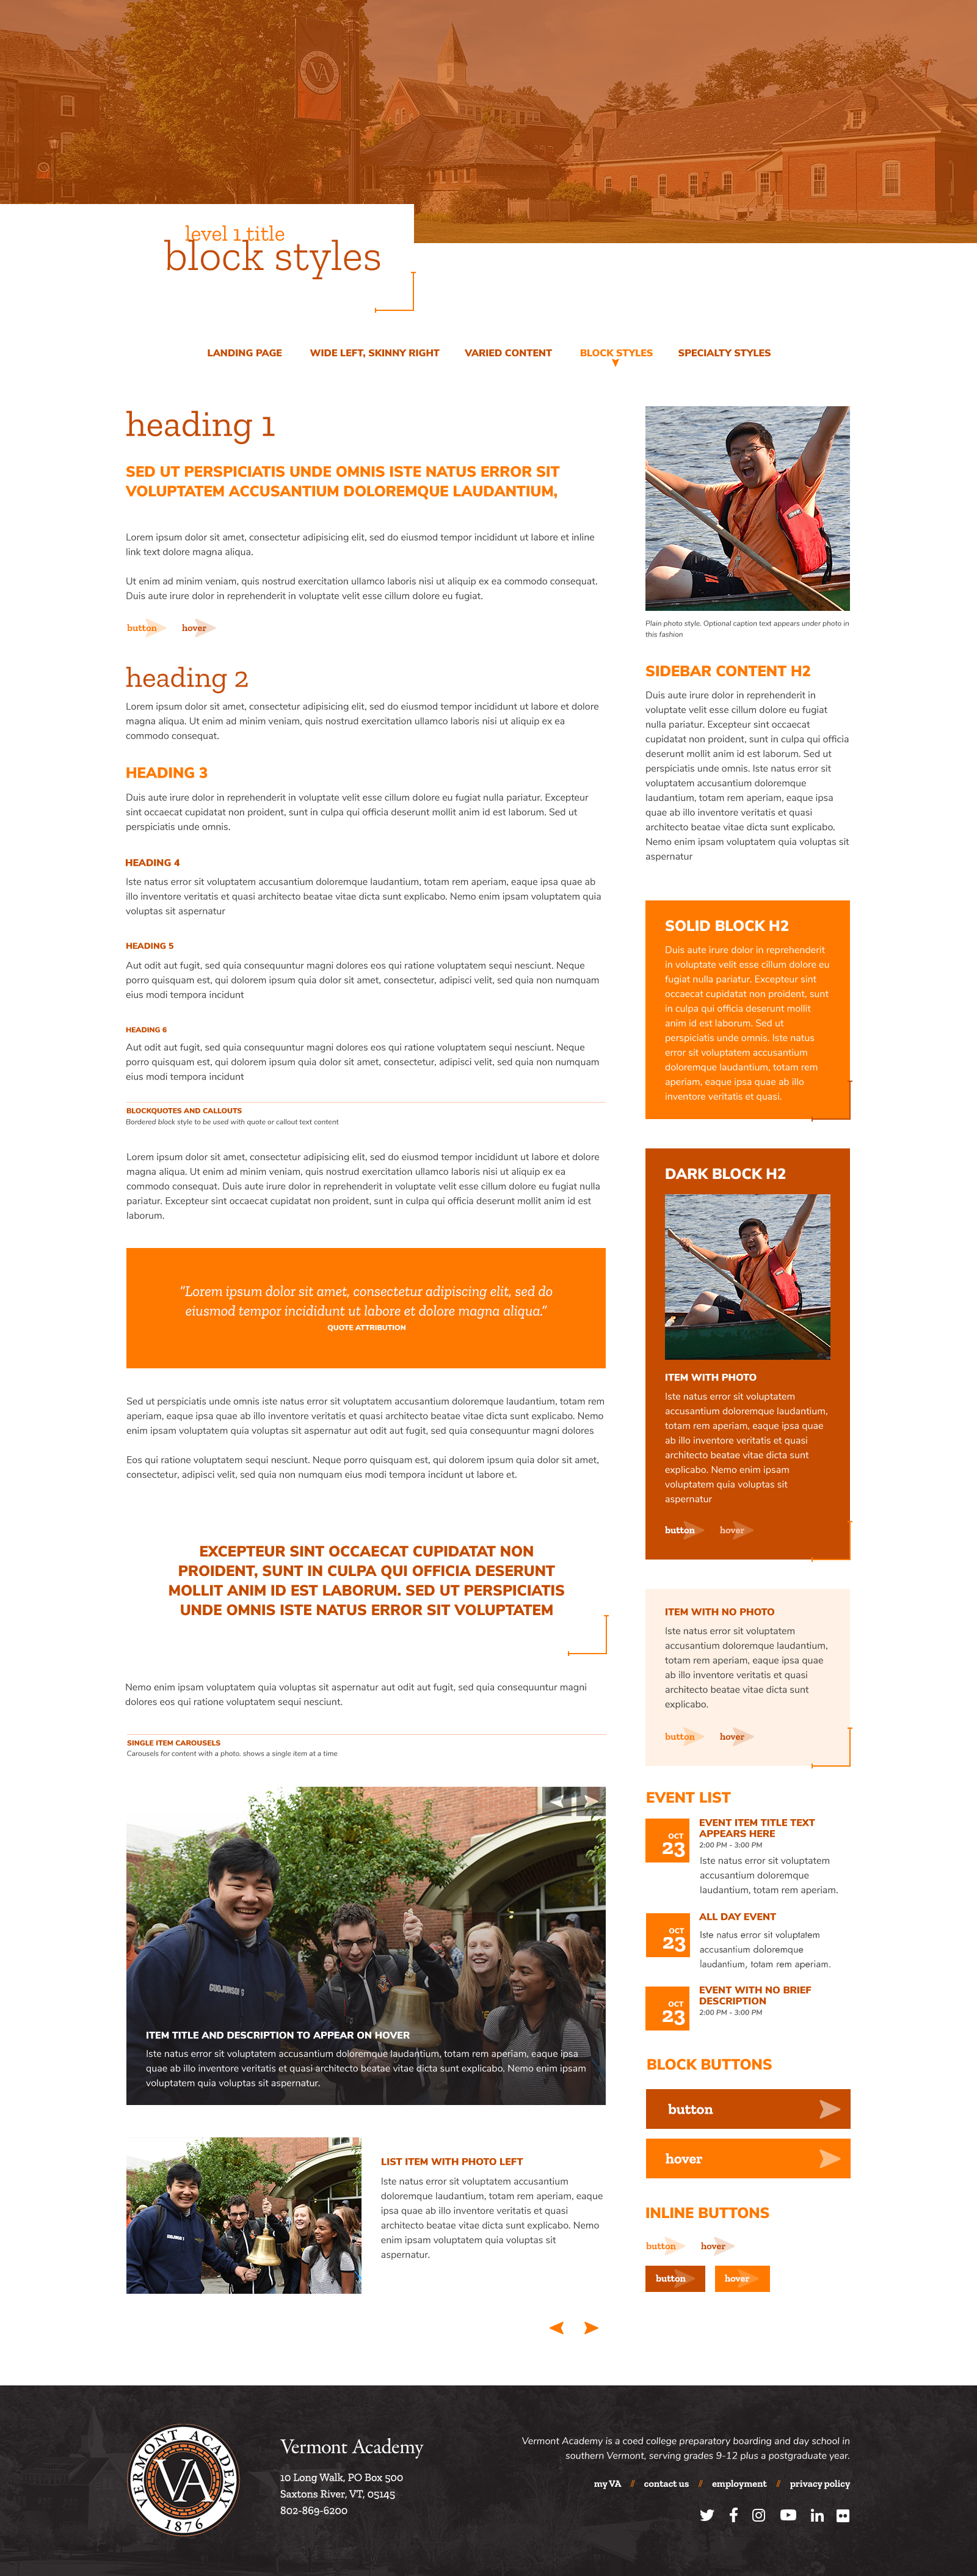 VA
level 1 title
block styles
LANDING PAGE
WIDE LEFT, SKINNY RIGHT
VARIED CONTENT
BLOCK STYLES
SPECIALTY STYLES
heading 1
SED UT PERSPICIATIS UNDE OMNIS ISTE NATUS ERROR SIT
VOLUPTATEM ACCUSANTIUM DOLOREMQUE LAUDANTIUM,
Lorem ipsum dolor sit amet, consectetur adipisicing elit, sed do eiusmod tempor incididunt ut labore et inline
link text dolore magna aliqua.
Ut enim ad minim veniam, quis nostrud exercitation ullamco laboris nisi ut aliquip ex ea commodo consequat.
Duis aute irure dolor in reprehenderit in voluptate velit esse cillum dolore eu fugiat.
button
hover
heading 2
Lorem ipsum dolor sit amet, consectetur adipisicing elit, sed do eiusmod tempor incididunt ut labore et dolore
magna aliqua. Ut enim ad minim veniam, quis nostrud exercitation ullamco laboris nisi ut aliquip ex ea
commodo consequat.
HEADING 3
Duis aute irure dolor in reprehenderit in voluptate velit esse cillum dolore eu fugiat nulla pariatur. Excepteur
sint occaecat cupidatat non proident, sunt in culpa qui officia deserunt mollit anim id est laborum. Sed ut
perspiciatis unde omnis.
HEADING 4
Iste natus error sit voluptatem accusantium doloremque laudantium, totam rem aperiam, eaque ipsa quae ab
illo inventore veritatis et quasi architecto beatae vitae dicta sunt explicabo. Nemo enim ipsam voluptatem quia
voluptas sit aspernatur
HEADING 5
Aut odit aut fugit, sed quia consequuntur magni dolores eos qui ratione voluptatem sequi nesciunt. Neque
porro quisquam est, qui dolorem ipsum quia dolor sit amet, consectetur, adipisci velit, sed quia non numquam
eius modi tempora incidunt
HEADING 6
Aut odit aut fugit, sed quia consequuntur magni dolores eos qui ratione voluptatem sequi nesciunt. Neque
porro quisquam est, qui dolorem ipsum quia dolor sit amet, consectetur, adipisci velit, sed quia non numquam
eius modi tempora incidunt
BLOCKQUOTES AND CALLOUTS
Bordered block style to be used with quote or callout text content
Lorem ipsum dolor sit amet, consectetur adipisicing elit, sed do eiusmod tempor incididunt ut labore et dolore
magna aliqua. Ut enim ad minim veniam, quis nostrud exercitation ullamco laboris nisi ut aliquip ex ea
commodo consequat. Duis aute irure dolor in reprehenderit in voluptate velit esse cillum dolore eu fugiat nulla
pariatur. Excepteur sint occaecat cupidatat non proident, sunt in culpa qui officia deserunt mollit anim id est
laborum.
"Lorem ipsum dolor sit amet, consectetur adipiscing elit, sed do
eiusmod tempor incididunt ut labore et dolore magna aliqua."
QUOTE ATTRIBUTION
Sed ut perspiciatis unde omnis iste natus error sit voluptatem accusantium doloremque laudantium, totam rem
aperiam, eaque ipsa quae ab illo inventore veritatis et quasi architecto beatae vitae dicta sunt explicabo. Nemo
enim ipsam voluptatem quia voluptas sit aspernatur aut odit aut fugit, sed quia consequuntur magni dolores
Eos qui ratione voluptatem sequi nesciunt. Neque porro quisquam est, qui dolorem ipsum quia dolor sit amet,
consectetur, adipisci velit, sed quia non numquam eius modi tempora incidunt ut labore et.
EXCEPTEUR SINT OCCAECAT CUPIDATAT NON
PROIDENT, SUNT IN CULPA QUI OFFICIA DESERUNT
MOLLIT ANIM ID EST LABORUM. SED UT PERSPICIATIS
UNDE OMNIS ISTE NATUS ERROR SIT VOLUPTATEM
Nemo enim ipsam voluptatem quia voluptas sit aspernatur aut odit aut fugit, sed quia consequuntur magni
dolores eos qui ratione voluptatem sequi nesciunt.
SINGLE ITEM CAROUSELS
Carousels for content with a photo. shows a single item at a time
ITEM TITLE AND DESCRIPTION TO APPEAR ON HOVER
Iste natus error sit voluptatem accusantium doloremque laudantium, totam rem aperiam, eaque ipsa
quae ab illo inventore veritatis et quasi architecto beatae vitae dicta sunt explicabo. Nemo enim ipsam
voluptatem quia voluptas sit aspernatur.
LIST ITEM WITH PHOTO LEFT
Iste natus error sit voluptatem accusantium
doloremque laudantium, totam rem aperiam, eaque
ipsa quae ab illo inventore veritatis et quasi
architecto beatae vitae dicta sunt explicabo. Nemo
enim ipsam voluptatem quia voluptas sit
aspernatur.
Plain photo style. Optional caption text appears under photo in
this fashion
SIDEBAR CONTENT H2
Duis aute irure dolor in reprehenderit in
voluptate velit esse cillum dolore eu fugiat
nulla pariatur. Excepteur sint occaecat
cupidatat non proident, sunt in culpa qui officia
deserunt mollit anim id est laborum. Sed ut
perspiciatis unde omnis. Iste natus error sit
voluptatem accusantium doloremque
laudantium, totam rem aperiam, eaque ipsa
quae ab illo inventore veritatis et quasi
architecto beatae vitae dicta sunt explicabo.
Nemo enim ipsam voluptatem quia voluptas sit
aspernatur
SOLID BLOCK H2
Duis aute irure dolor in reprehenderit
in voluptate velit esse cillum dolore eu
fugiat nulla pariatur. Excepteur sint
occaecat cupidatat non proident, sunt
in culpa qui officia deserunt mollit
anim id est laborum. Sed ut
perspiciatis unde omnis. Iste natus
error sit voluptatem accusantium
doloremque laudantium, totam rem
aperiam, eaque ipsa quae ab illo
inventore veritatis et quasi.
DARK BLOCK H2
ITEM WITH PHOTO
Iste natus error sit voluptatem
accusantium doloremque laudantium,
totam rem aperiam, eaque ipsa quae
ab illo inventore veritatis et quasi
architecto beatae vitae dicta sunt
explicabo. Nemo enim ipsam
voluptatem quia voluptas sit
aspernatur
button
hover
ITEM WITH NO PHOTO
Iste natus error sit voluptatem
accusantium doloremque laudantium,
totam rem aperiam, eaque ipsa quae
ab illo inventore veritatis et quasi
architecto beatae vitae dicta sunt
explicabo.
button
hover
EVENT LIST
OCT
23
EVENT ITEM TITLE TEXT
APPEARS HERE
2:00 PM - 3:00 PM
Iste natus error sit voluptatem
accusantium doloremque
laudantium, totam rem aperiam.
OCT
23
ALL DAY EVENT
Iste natus error sit voluptatem
accusantium doloremque
laudantium, totam rem aperiam.
OCT
23
EVENT WITH NO BRIEF
DESCRIPTION
2:00 PM - 3:00 PM
BLOCK BUTTONS
button
hover
INLINE BUTTONS
button
hover
button
hover
VERMONT ACADEMY
VA
1876
Vermont Academy
10 Long Walk, PO Box 500
Saxtons River, VT, 05145
802-869-6200
Vermont Academy is a coed college preparatory boarding and day school in
southern Vermont, serving grades 9-12 plus a postgraduate year.
my VA // contact us // employment // privacy policy